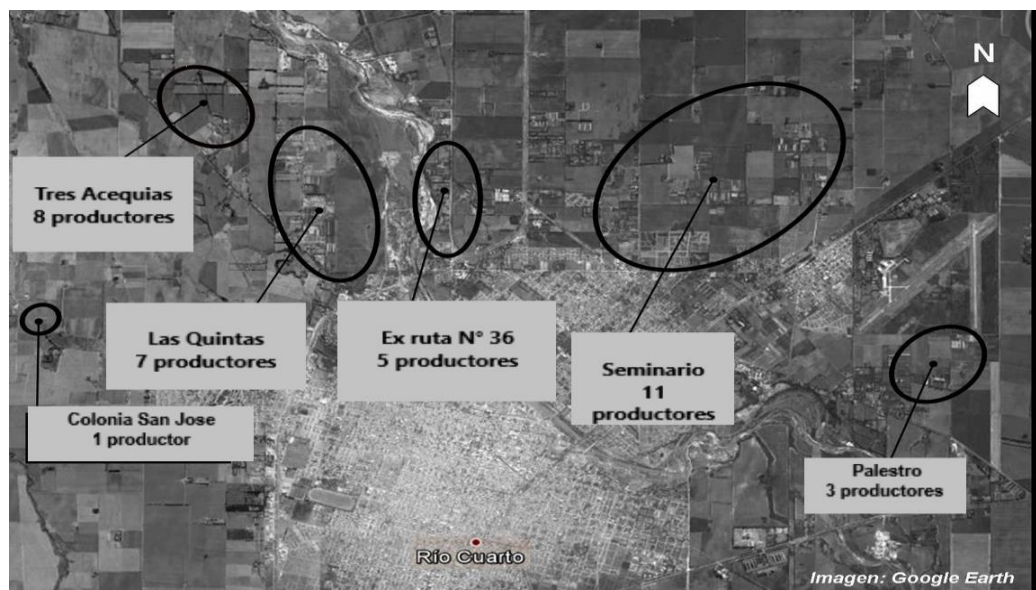 N
Tres Acequias
8 productores
Las Quintas
7 productores
Ex ruta N° 36
5 productores
Seminario
11
productores
Colonia San Jose
1 productor
Palestro
3 productores
Río Cuarto
Imagen: Google Earth